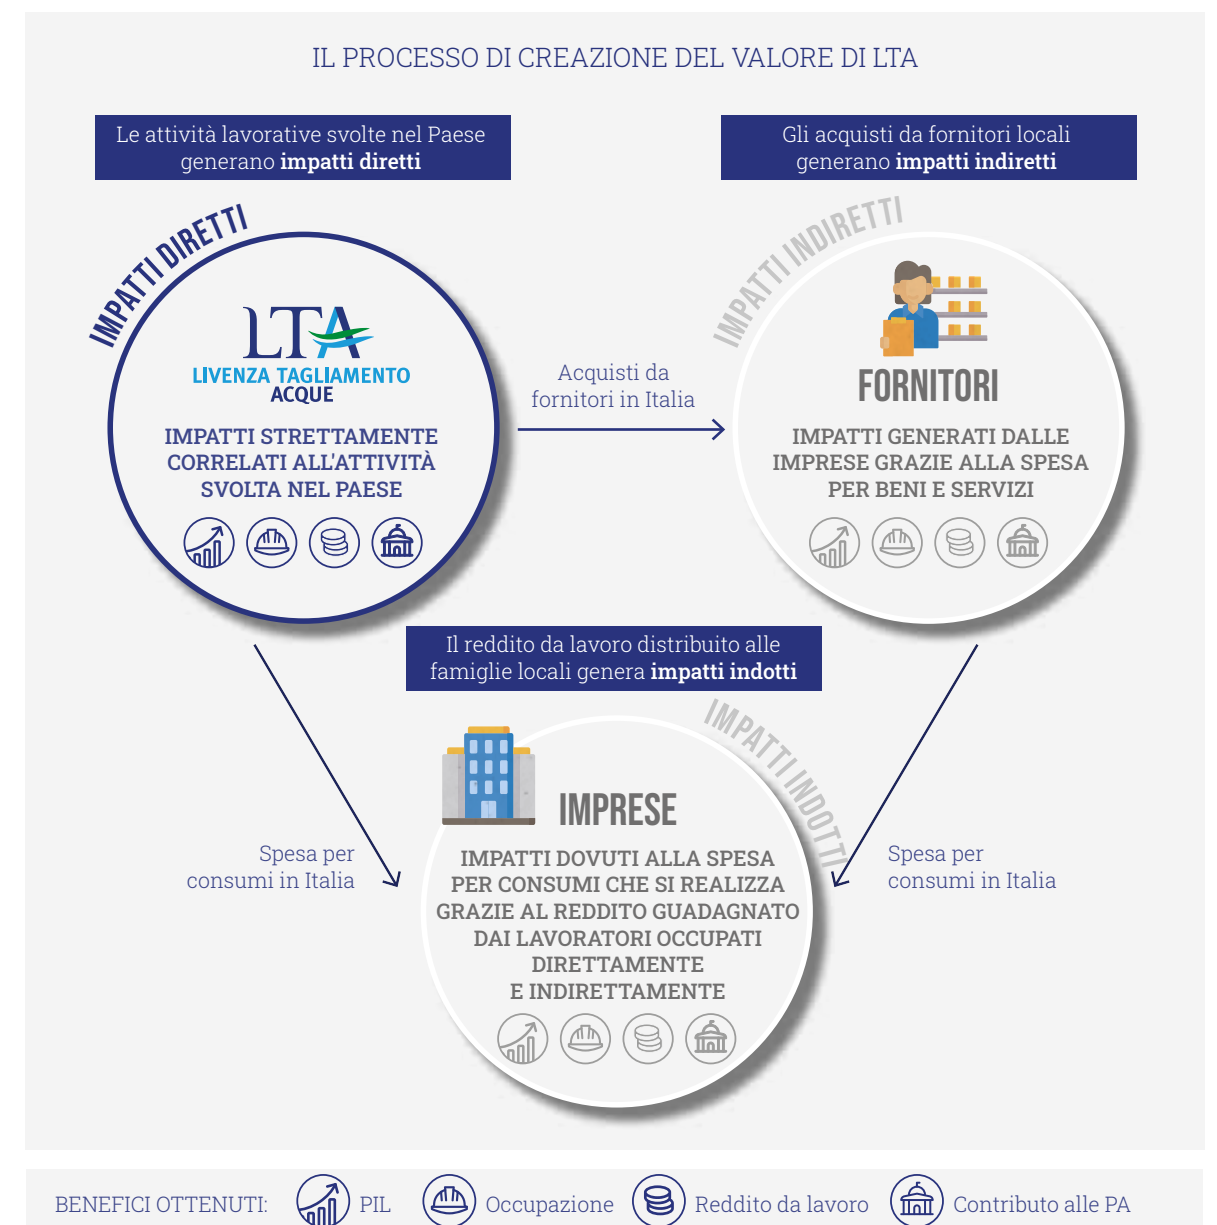 IL PROCESSO DI CREAZIONE DEL VALORE DI LTA
Le attività lavorative svolte nel Paese
generano impatti diretti
Gli acquisti da fornitori locali
generano impatti indiretti
IMPATTI DIRETTI
LTA
LIVENZA TAGLIAMENTO
ACQUE
IMPATTI STRETTAMENTE
CORRELATI ALL'ATTIVITÀ
SVOLTA NEL PAESE
Acquisti da
fornitori in Italia
IMPATTI INDIRETTI
FORNITORI
IMPATTI GENERATI DALLE
IMPRESE GRAZIE ALLA SPESA
PER BENI E SERVIZI
Il reddito da lavoro distribuito alle
famiglie locali genera impatti indotti
IMPATTI INDOTTI
IMPRESE
IMPATTI DOVUTI ALLA SPESA
PER CONSUMI CHE SI REALIZZA
GRAZIE AL REDDITO GUADAGNATO
DAI LAVORATORI OCCUPATI
DIRETTAMENTE
E INDIRETTAMENTE
Spesa per
consumi in Italia
Spesa per
consumi in Italia
BENEFICI OTTENUTI: PIL Occupazione Reddito da lavoro Contributo alle PA